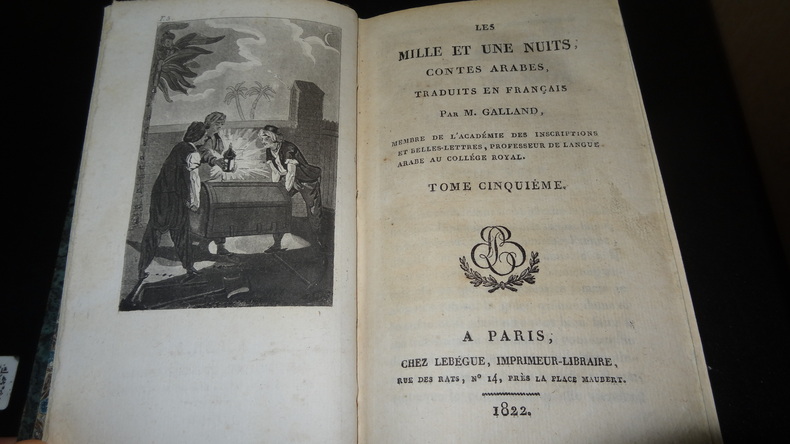 LES
MILLE ET UNE NUITS,
CONTES ARABES,
TRADUITS EN FRANÇAIS
PAR M. GALLAND,
MEMBRE DE L'ACADÉMIE DES INSCRIPTIONS
ET BELLES-LETTRES, PROFESSEUR DE LANGUE
ARABE AU COLLÉGE ROYAL.
TOME CINQUIÉME.
A PARIS,
CHEZ LEBÉGUE, IMPRIMEUR-LIBRAIRE,
RUE DES RATS, N° 14, PRÈS LA PLACE MAUBERT.
1822.